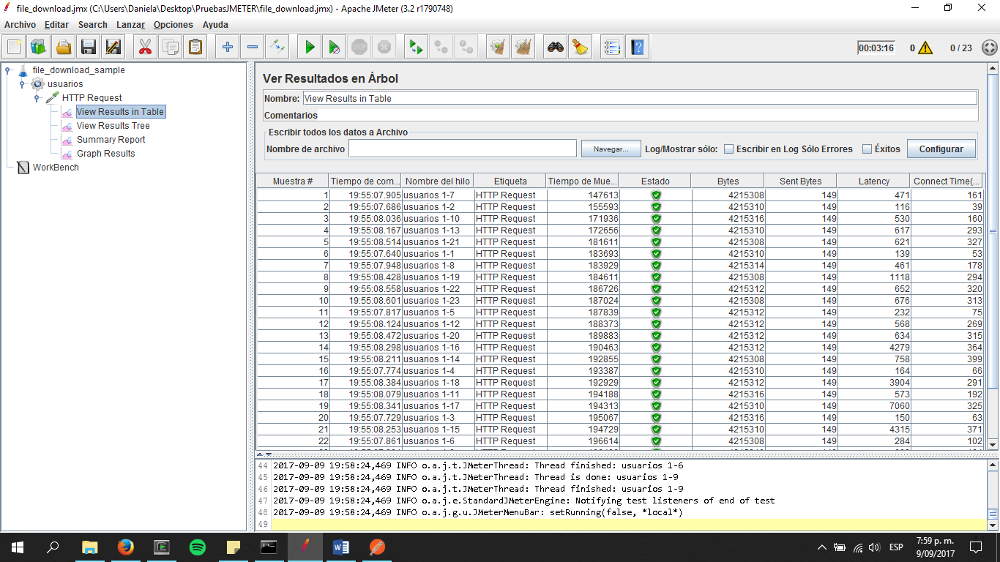 file_download.jmx (C:\Users\Daniela\Desktop\PruebasJMETER\file_download.jmx) - Apache JMeter (3.2 r1790748)
Archivo Editar Search Lanzar Opciones Ayuda
00:03:16 0 0 / 23
file_download_sample
usuarios
HTTP Request
View Results in Table
View Results Tree
Summary Report
Graph Results
WorkBench
Ver Resultados en Árbol
Nombre: View Results in Table
Comentarios
Escribir todos los datos a Archivo
Nombre de archivo Navegar... Log/Mostrar sólo: Escribir en Log Sólo Errores Éxitos Configurar
Muestra # Tiempo de com... Nombre del hilo Etiqueta Tiempo de Mue... Estado Bytes Sent Bytes Latency Connect Time(...
1 19:55:07.905 usuarios 1-7 HTTP Request 147613 4215308 149 471 161
2 19:55:07.686 usuarios 1-2 HTTP Request 155593 4215310 149 116 39
3 19:55:08.036 usuarios 1-10 HTTP Request 171936 4215316 149 530 160
4 19:55:08.167 usuarios 1-13 HTTP Request 172656 4215310 149 617 293
5 19:55:08.514 usuarios 1-21 HTTP Request 181611 4215308 149 621 327
6 19:55:07.640 usuarios 1-1 HTTP Request 183693 4215310 149 139 53
7 19:55:07.948 usuarios 1-8 HTTP Request 183929 4215314 149 461 178
8 19:55:08.428 usuarios 1-19 HTTP Request 184611 4215308 149 1118 294
9 19:55:08.558 usuarios 1-22 HTTP Request 186726 4215312 149 652 320
10 19:55:08.601 usuarios 1-23 HTTP Request 187024 4215308 149 676 313
11 19:55:07.817 usuarios 1-5 HTTP Request 187839 4215312 149 232 75
12 19:55:08.124 usuarios 1-12 HTTP Request 188373 4215312 149 568 269
13 19:55:08.472 usuarios 1-20 HTTP Request 189883 4215312 149 634 315
14 19:55:08.298 usuarios 1-16 HTTP Request 190463 4215312 149 4279 364
15 19:55:08.211 usuarios 1-14 HTTP Request 192855 4215308 149 758 399
16 19:55:07.774 usuarios 1-4 HTTP Request 193387 4215310 149 164 66
17 19:55:08.384 usuarios 1-18 HTTP Request 192929 4215312 149 3904 291
18 19:55:08.079 usuarios 1-11 HTTP Request 194188 4215316 149 573 192
19 19:55:08.341 usuarios 1-17 HTTP Request 194313 4215310 149 7060 325
20 19:55:07.729 usuarios 1-3 HTTP Request 195067 4215316 149 150 63
21 19:55:08.253 usuarios 1-15 HTTP Request 194729 4215310 149 4315 371
22 19:55:07.861 usuarios 1-6 HTTP Request 196614 4215308 149 284 102
44 2017-09-09 19:58:24,469 INFO o.a.j.t.JMeterThread: Thread finished: usuarios 1-6
45 2017-09-09 19:58:24,469 INFO o.a.j.t.JMeterThread: Thread is done: usuarios 1-9
46 2017-09-09 19:58:24,469 INFO o.a.j.t.JMeterThread: Thread finished: usuarios 1-9
47 2017-09-09 19:58:24,469 INFO o.a.j.e.StandardJMeterEngine: Notifying test listeners of end of test
48 2017-09-09 19:58:24,469 INFO o.a.j.g.u.JMeterMenuBar: setRunning(false, *local*)
49
ESP 7:59 p. m.
9/09/2017